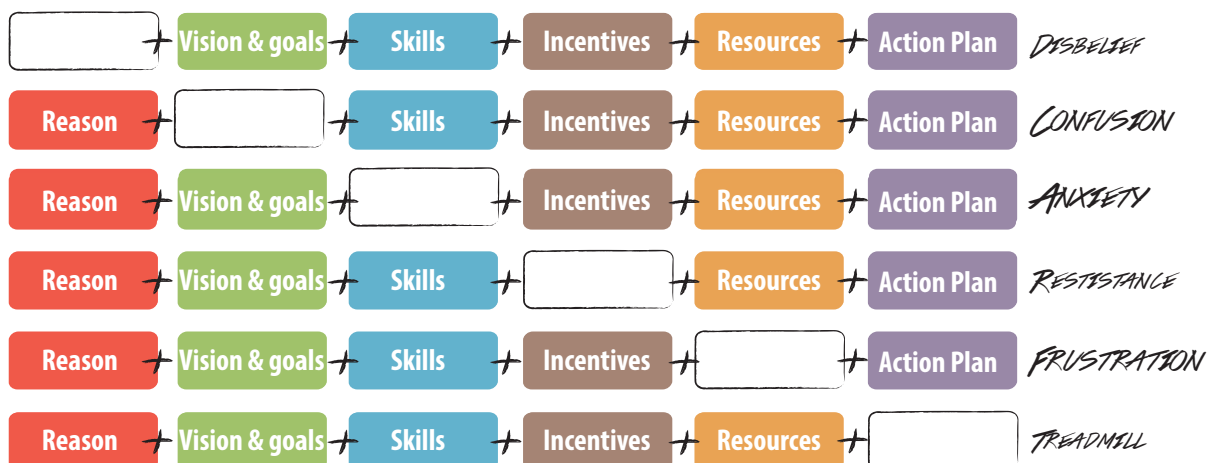 + Vision & goals + Skills + Incentives + Resources + Action Plan DISBELIEF
Reason + + Skills + Incentives + Resources + Action Plan CONFUSION
Reason + Vision & goals + + Incentives + Resources + Action Plan ANXIETY
Reason + Vision & goals + Skills + + Resources + Action Plan RESTISTANCE
Reason + Vision & goals + Skills + Incentives + + Action Plan FRUSTRATION
Reason + Vision & goals + Skills + Incentives + Resources + TREADMILL